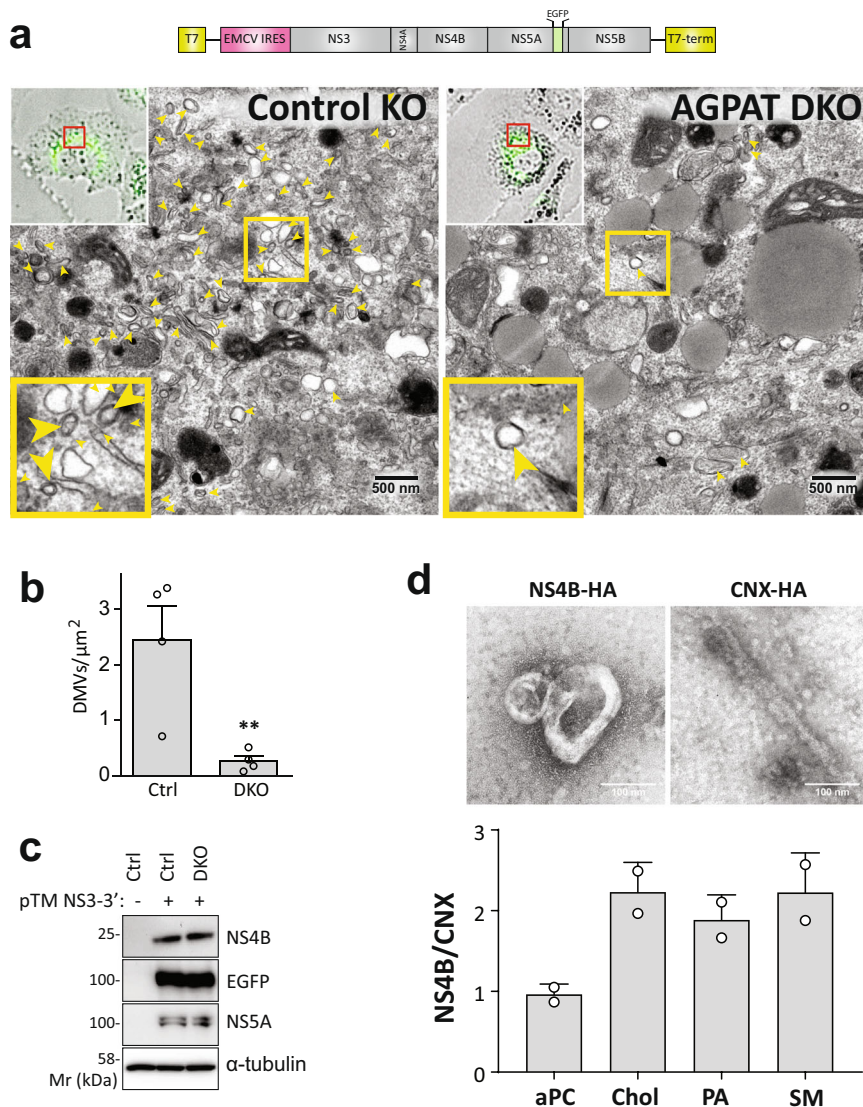 a
EGFP
T7 EMCV IRES NS3 NS4A NS4B NS5A NS5B T7-term
Control KO
AGPAT DKO
500 nm
500 nm
b
DMVs/µm²
3
2
1
0
**
Ctrl DKO
c
Ctrl Ctrl DKO
pTM NS3-3': - + +
25- NS4B
100- EGFP
100- NS5A
58- α-tubulin
Mr (kDa)
d
NS4B-HA CNX-HA
100 nm 100 nm
NS4B/CNX
3
2
1
0
aPC Chol PA SM